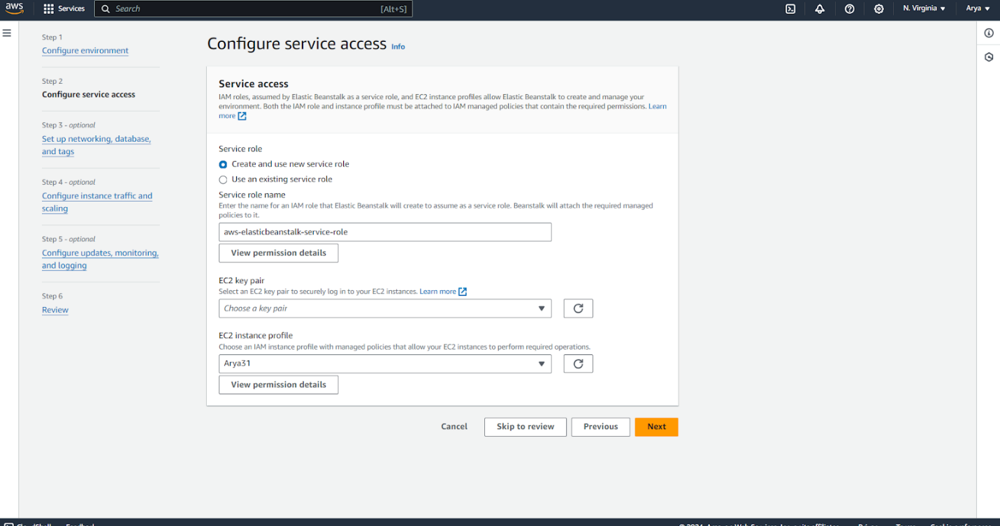 aws
Services
Search
[Alt+S]
N. Virginia
Arya
Step 1
Configure environment
Step 2
Configure service access
Step 3 - optional
Set up networking, database,
and tags
Step 4 - optional
Configure instance traffic and
scaling
Step 5 - optional
Configure updates, monitoring,
and logging
Step 6
Review
Configure service access Info
Service access
IAM roles, assumed by Elastic Beanstalk as a service role, and EC2 instance profiles allow Elastic Beanstalk to create and manage your
environment. Both the IAM role and instance profile must be attached to IAM managed policies that contain the required permissions. Learn
more
Service role
Create and use new service role
Use an existing service role
Service role name
Enter the name for an IAM role that Elastic Beanstalk will create to assume as a service role. Beanstalk will attach the required managed
policies to it.
aws-elasticbeanstalk-service-role
View permission details
EC2 key pair
Select an EC2 key pair to securely log in to your EC2 instances. Learn more
Choose a key pair
EC2 instance profile
Choose an IAM instance profile with managed policies that allow your EC2 instances to perform required operations.
Arya31
View permission details
Cancel
Skip to review
Previous
Next
CloudShell
Feedback